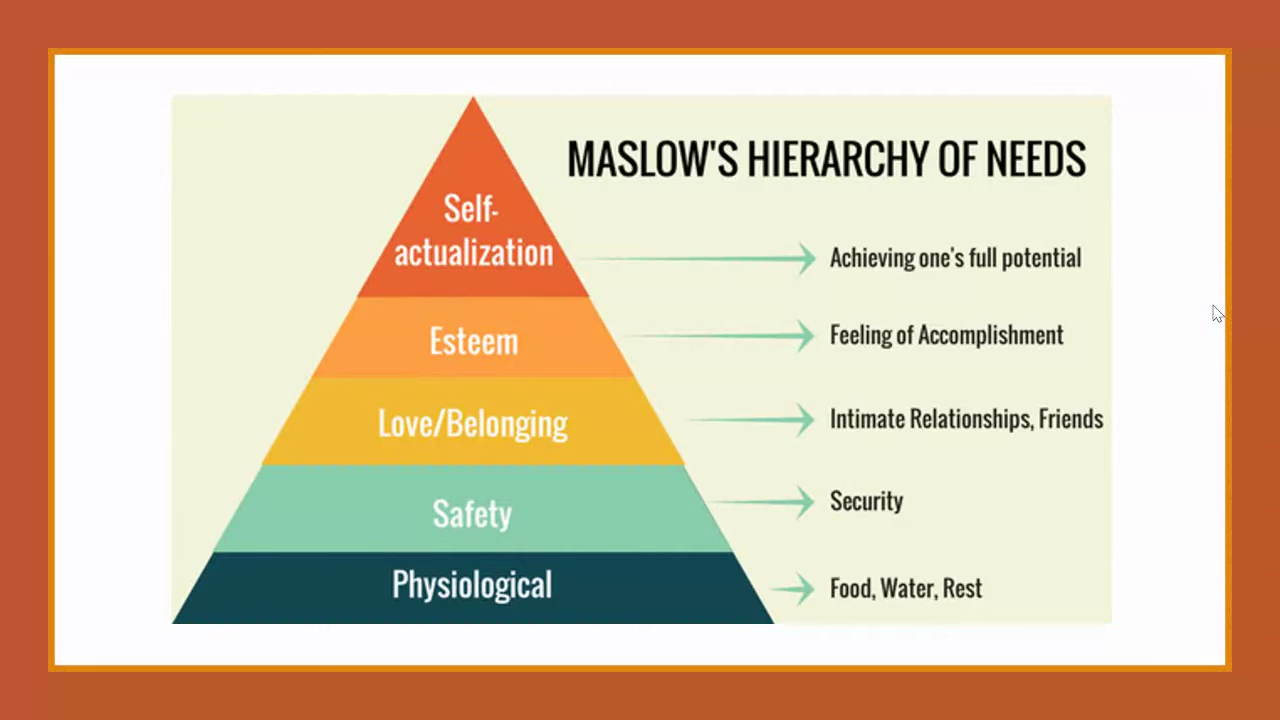 MASLOW'S HIERARCHY OF NEEDS
Self-
actualization
Achieving one's full potential
Esteem
Feeling of Accomplishment
Love/Belonging
Intimate Relationships, Friends
Safety
Security
Physiological
Food, Water, Rest